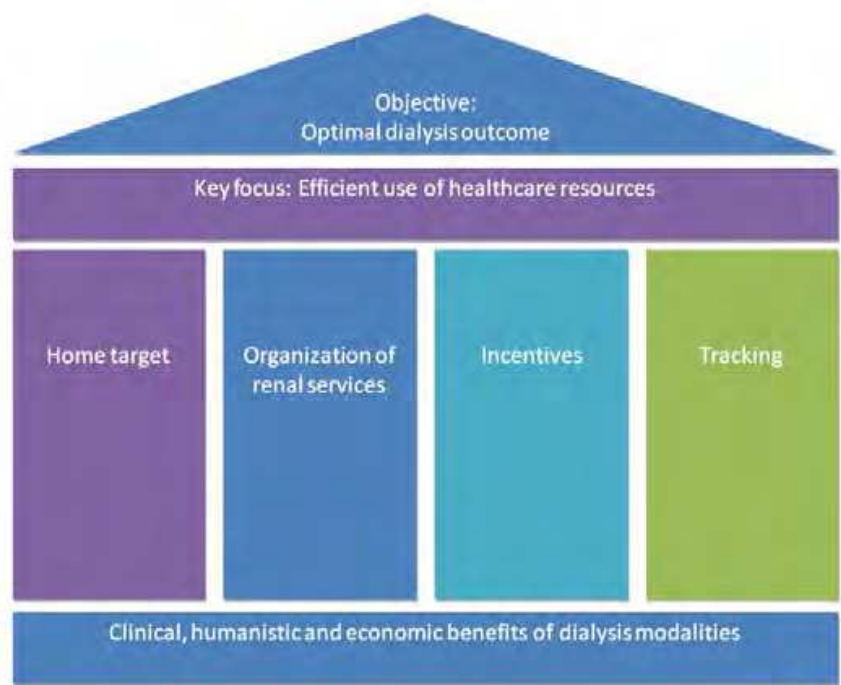 Objective:
Optimal dialysis outcome
Key focus: Efficient use of healthcare resources
Home target
Organization of
renal services
Incentives
Tracking
Clinical, humanistic and economic benefits of dialysis modalities